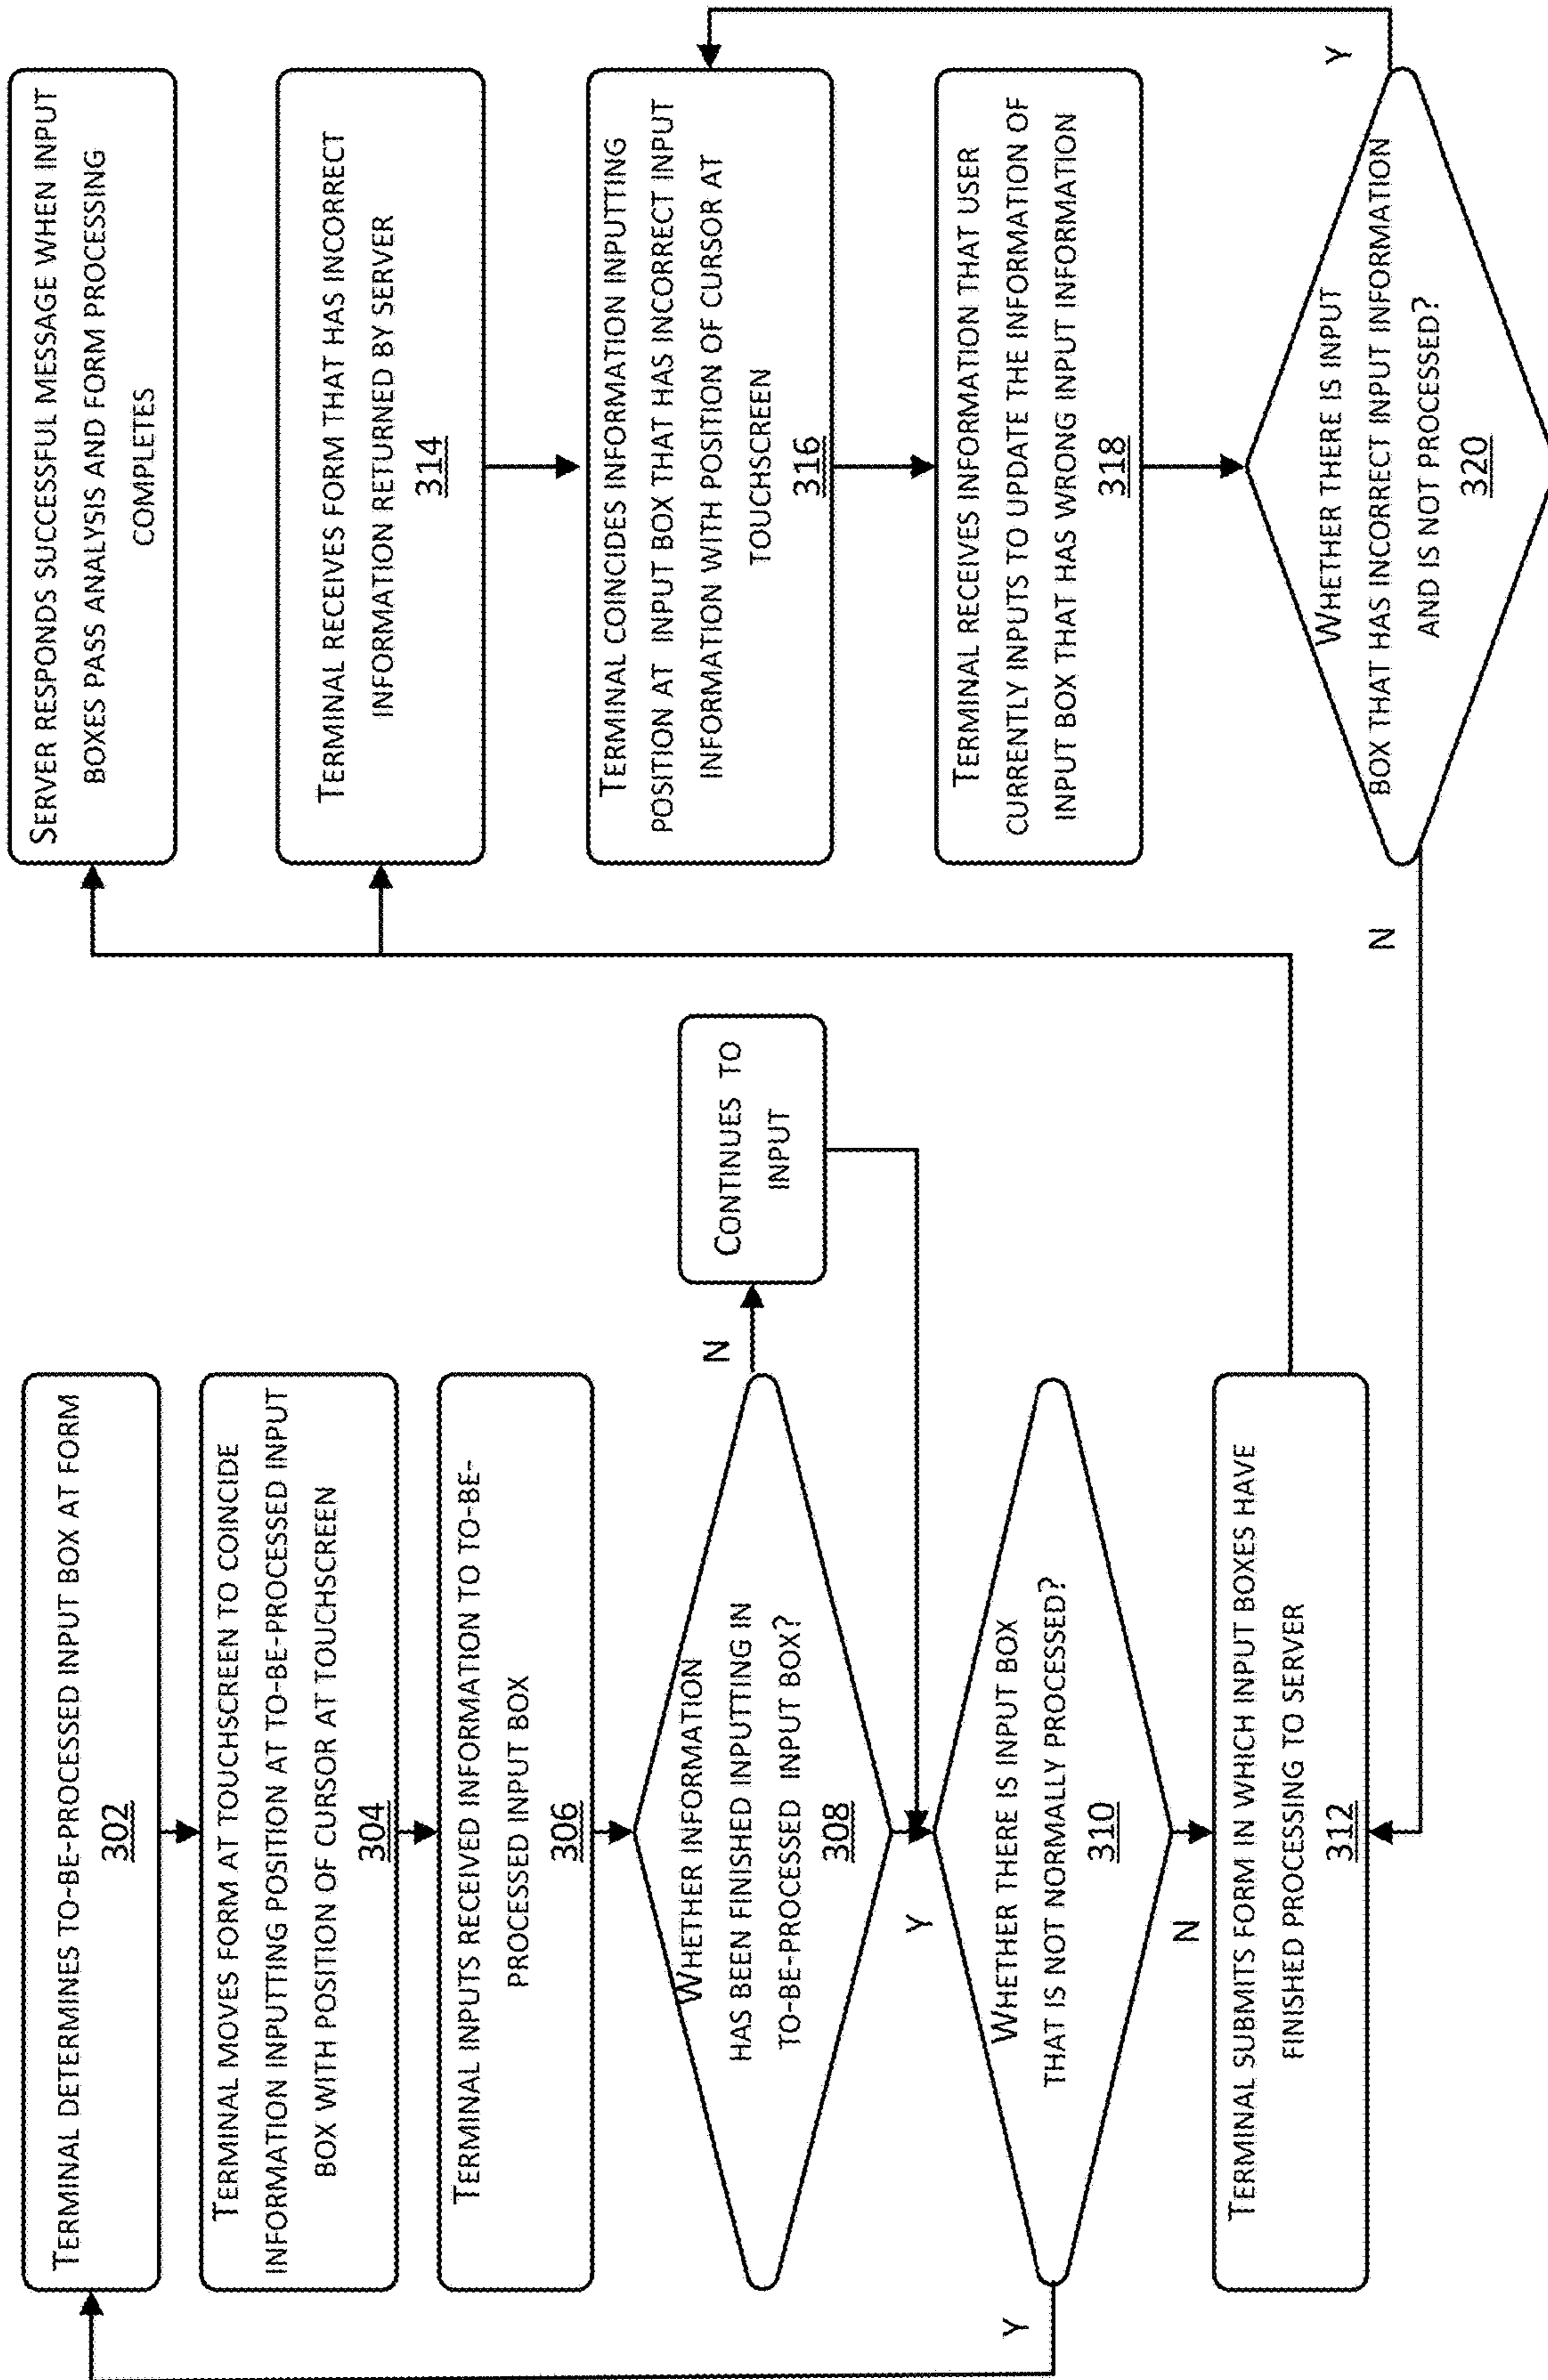 TERMINAL DETERMINES TO-BE-PROCESSED INPUT BOX AT FORM
302
TERMINAL MOVES FORM AT TOUCHSCREEN TO COINCIDE
INFORMATION INPUTTING POSITION AT TO-BE-PROCESSED INPUT
BOX WITH POSITION OF CURSOR AT TOUCHSCREEN
304
TERMINAL INPUTS RECEIVED INFORMATION TO TO-BE-
PROCESSED INPUT BOX
306
WHETHER INFORMATION
HAS BEEN FINISHED INPUTTING IN
TO-BE-PROCESSED INPUT BOX?
308
N
CONTINUES TO
INPUT
Y
WHETHER THERE IS INPUT BOX
THAT IS NOT NORMALLY PROCESSED?
310
Y
N
TERMINAL SUBMITS FORM IN WHICH INPUT BOXES HAVE
FINISHED PROCESSING TO SERVER
312
SERVER RESPONDS SUCCESSFUL MESSAGE WHEN INPUT
BOXES PASS ANALYSIS AND FORM PROCESSING
COMPLETES
TERMINAL RECEIVES FORM THAT HAS INCORRECT
INFORMATION RETURNED BY SERVER
314
TERMINAL COINCIDES INFORMATION INPUTTING
POSITION AT INPUT BOX THAT HAS INCORRECT INPUT
INFORMATION WITH POSITION OF CURSOR AT
TOUCHSCREEN
316
TERMINAL RECEIVES INFORMATION THAT USER
CURRENTLY INPUTS TO UPDATE THE INFORMATION OF
INPUT BOX THAT HAS WRONG INPUT INFORMATION
318
WHETHER THERE IS INPUT
BOX THAT HAS INCORRECT INPUT INFORMATION
AND IS NOT PROCESSED?
320
Y
N